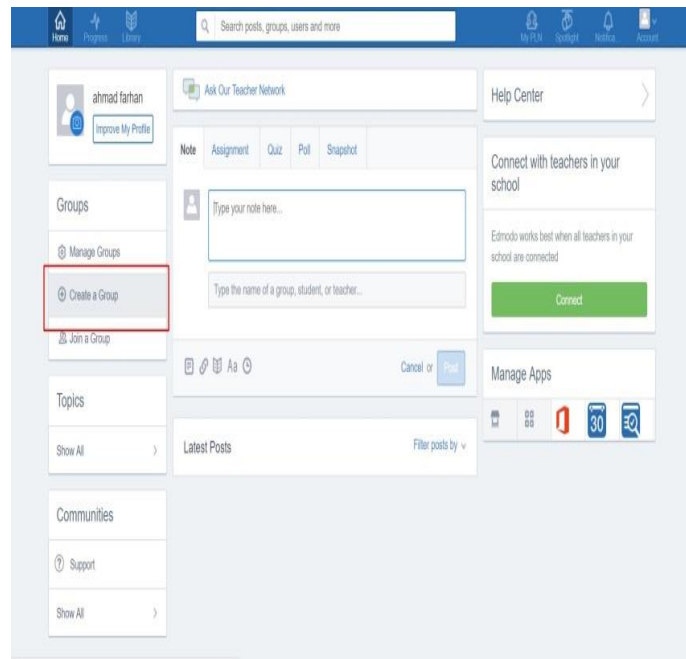 Home Progress Library
Search posts, groups, users and more
My PLN Spotlight Notifica... Account
ahmad farhan
Improve My Profile
Groups
Manage Groups
Create a Group
Join a Group
Topics
Show All
Communities
Support
Show All
Ask Our Teacher Network
Note Assignment Quiz Poll Snapshot
Type your note here...
Type the name of a group, student, or teacher...
Aa
Cancel or Post
Latest Posts
Filter posts by
Help Center
Connect with teachers in your
school
Edmodo works best when all teachers in your
school are connected
Connect
Manage Apps
30